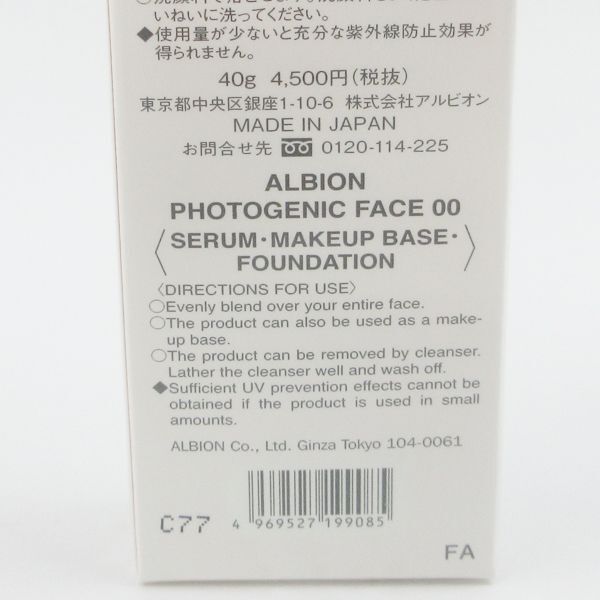 いねいに洗ってください。
◆使用量が少ないと充分な紫外線防止効果が
得られません。
40g 4,500円(税抜)
東京都中央区銀座1-10-6 株式会社アルビオン
MADE IN JAPAN
お問合せ先 0120-114-225
ALBION
PHOTOGENIC FACE 00
〈SERUM・MAKEUP BASE・
FOUNDATION〉
〈DIRECTIONS FOR USE〉
○Evenly blend over your entire face.
○The product can also be used as a make-
up base.
○The product can be removed by cleanser.
Lather the cleanser well and wash off.
◆Sufficient UV prevention effects cannot be
obtained if the product is used in small
amounts.
ALBION Co., Ltd. Ginza Tokyo 104-0061
C77
4 969527 199085
FA